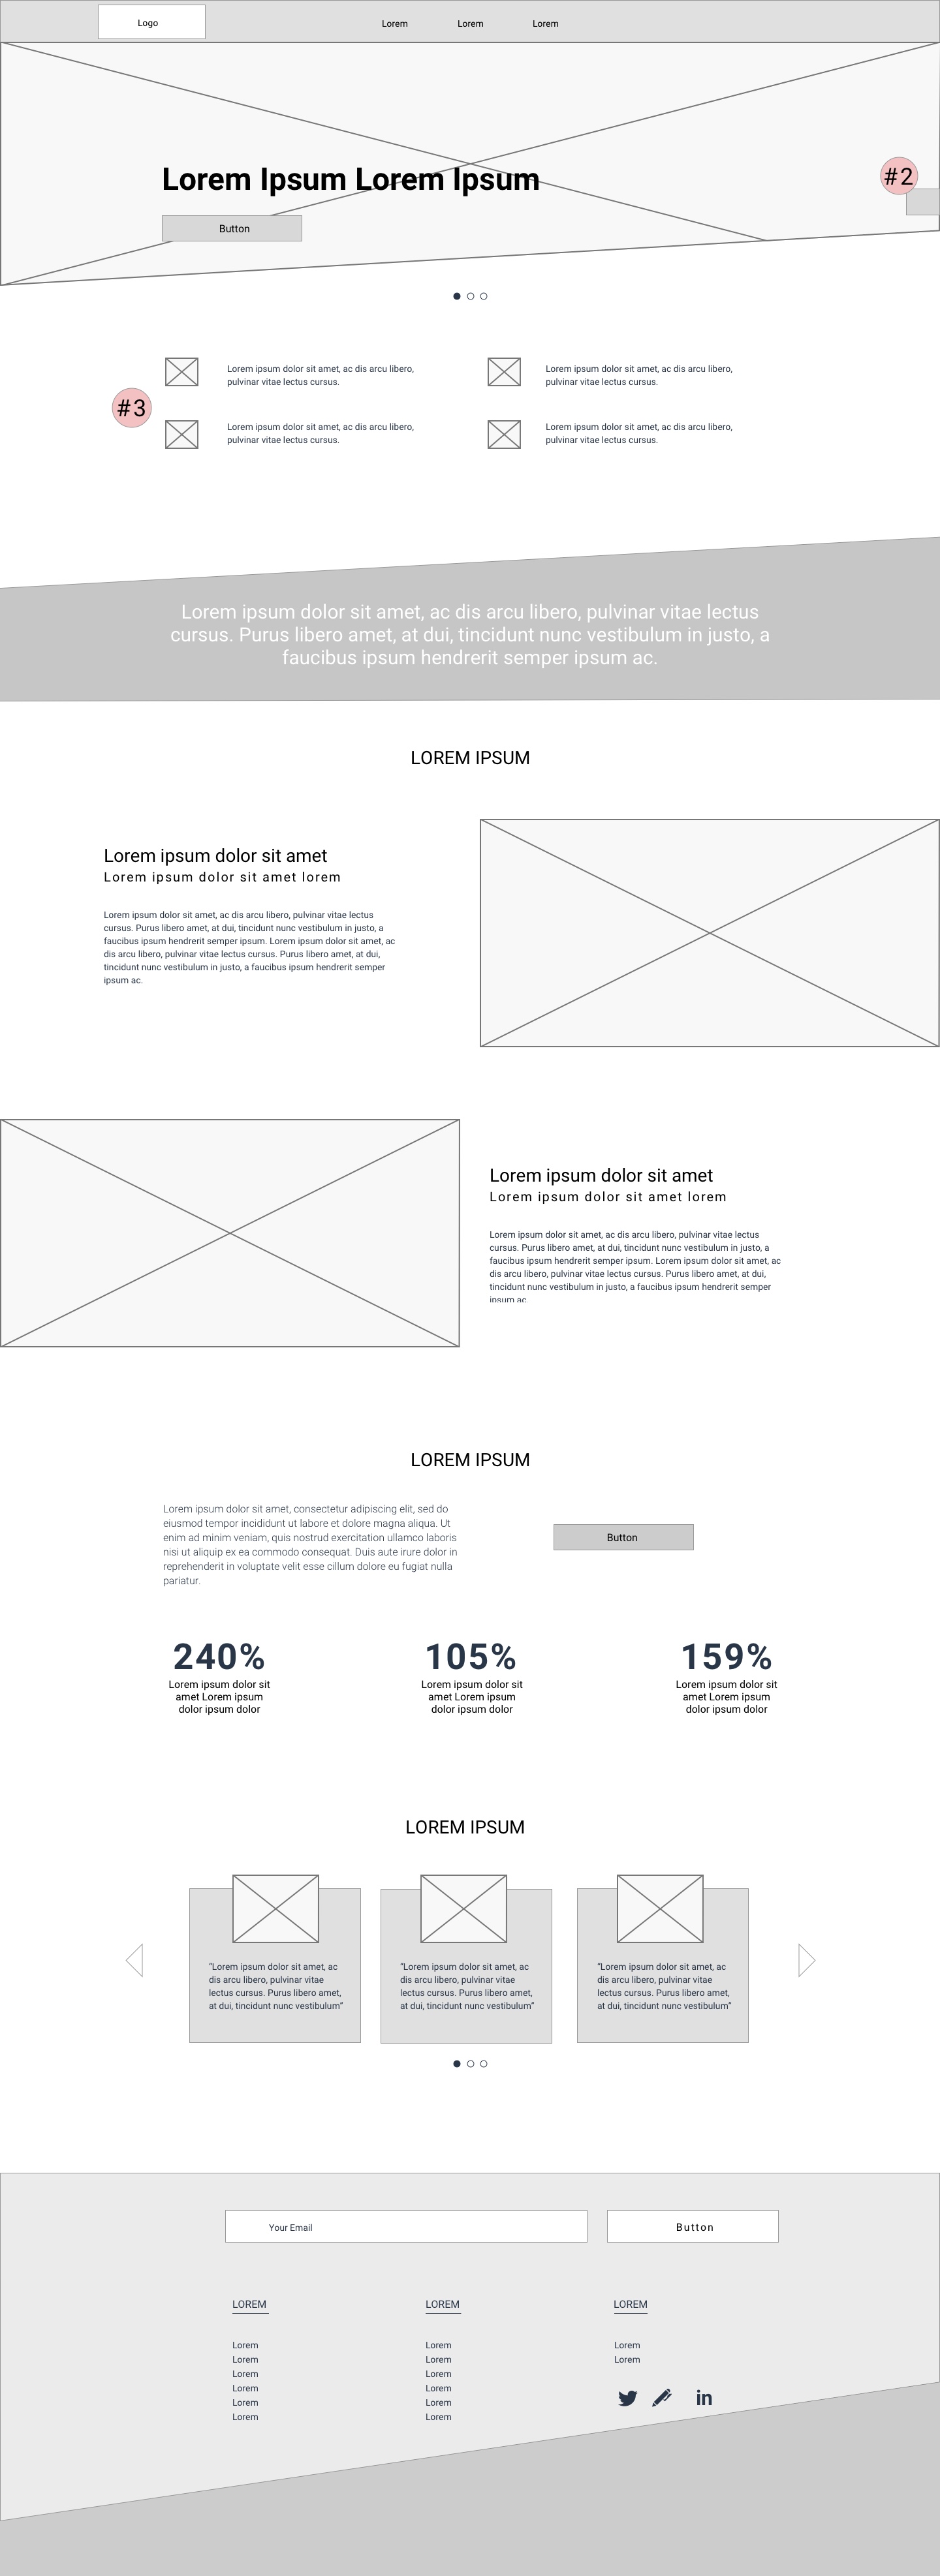 Logo
Lorem
Lorem
Lorem
Lorem Ipsum Lorem Ipsum
#2
Button
Lorem ipsum dolor sit amet, ac dis arcu libero,
pulvinar vitae lectus cursus.
Lorem ipsum dolor sit amet, ac dis arcu libero,
pulvinar vitae lectus cursus.
#3
Lorem ipsum dolor sit amet, ac dis arcu libero,
pulvinar vitae lectus cursus.
Lorem ipsum dolor sit amet, ac dis arcu libero,
pulvinar vitae lectus cursus.
Lorem ipsum dolor sit amet, ac dis arcu libero, pulvinar vitae lectus
cursus. Purus libero amet, at dui, tincidunt nunc vestibulum in justo, a
faucibus ipsum hendrerit semper ipsum ac.
LOREM IPSUM
Lorem ipsum dolor sit amet
Lorem ipsum dolor sit amet lorem
Lorem ipsum dolor sit amet, ac dis arcu libero, pulvinar vitae lectus
cursus. Purus libero amet, at dui, tincidunt nunc vestibulum in justo, a
faucibus ipsum hendrerit semper ipsum. Lorem ipsum dolor sit amet, ac
dis arcu libero, pulvinar vitae lectus cursus. Purus libero amet, at dui,
tincidunt nunc vestibulum in justo, a faucibus ipsum hendrerit semper
ipsum ac.
Lorem ipsum dolor sit amet
Lorem ipsum dolor sit amet lorem
Lorem ipsum dolor sit amet, ac dis arcu libero, pulvinar vitae lectus
cursus. Purus libero amet, at dui, tincidunt nunc vestibulum in justo, a
faucibus ipsum hendrerit semper ipsum. Lorem ipsum dolor sit amet, ac
dis arcu libero, pulvinar vitae lectus cursus. Purus libero amet, at dui,
tincidunt nunc vestibulum in justo, a faucibus ipsum hendrerit semper
ipsum ac.
LOREM IPSUM
Lorem ipsum dolor sit amet, consectetur adipiscing elit, sed do
eiusmod tempor incididunt ut labore et dolore magna aliqua. Ut
enim ad minim veniam, quis nostrud exercitation ullamco laboris
nisi ut aliquip ex ea commodo consequat. Duis aute irure dolor in
reprehenderit in voluptate velit esse cillum dolore eu fugiat nulla
pariatur.
Button
240%
Lorem ipsum dolor sit
amet Lorem ipsum
dolor ipsum dolor
105%
Lorem ipsum dolor sit
amet Lorem ipsum
dolor ipsum dolor
159%
Lorem ipsum dolor sit
amet Lorem ipsum
dolor ipsum dolor
LOREM IPSUM
“Lorem ipsum dolor sit amet, ac
dis arcu libero, pulvinar vitae
lectus cursus. Purus libero amet,
at dui, tincidunt nunc vestibulum”
“Lorem ipsum dolor sit amet, ac
dis arcu libero, pulvinar vitae
lectus cursus. Purus libero amet,
at dui, tincidunt nunc vestibulum”
“Lorem ipsum dolor sit amet, ac
dis arcu libero, pulvinar vitae
lectus cursus. Purus libero amet,
at dui, tincidunt nunc vestibulum”
Your Email
Button
LOREM
Lorem
Lorem
Lorem
Lorem
Lorem
Lorem
LOREM
Lorem
Lorem
Lorem
Lorem
Lorem
Lorem
LOREM
Lorem
Lorem
in